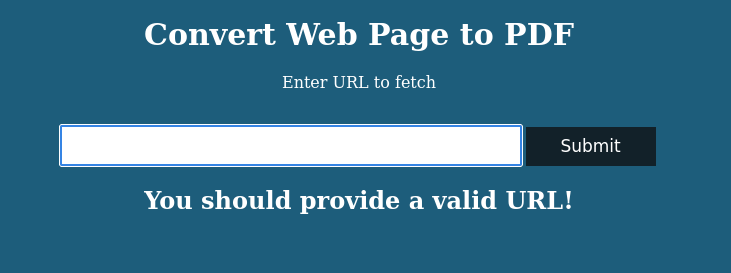 Convert Web Page to PDF
Enter URL to fetch
Submit
You should provide a valid URL!